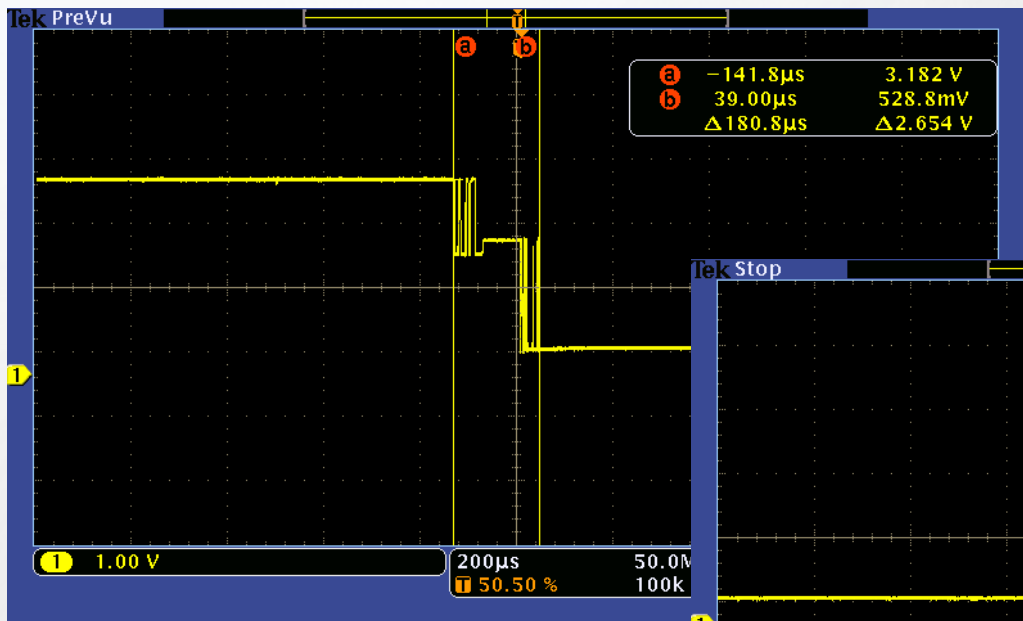 Tek PreVu
T
a b
a −141.8µs 3.182 V
b 39.00µs 528.8mV
Δ180.8µs Δ2.654 V
1
1 1.00 V
200µs 50.0M
T 50.50 % 100k
Tek Stop
1